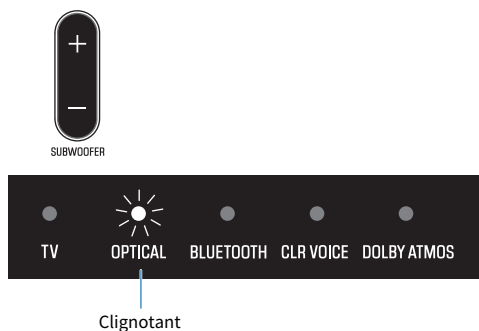 +
−
SUBWOOFER
TV OPTICAL BLUETOOTH CLR VOICE DOLBY ATMOS
Clignotant